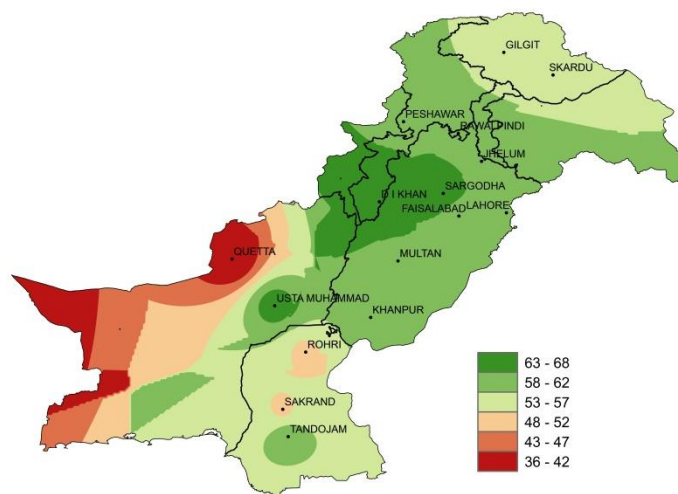 GILGIT
SKARDU
PESHAWAR
RAWALPINDI
JHELUM
D I KHAN
SARGODHA
FAISALABAD
LAHORE
QUETTA
MULTAN
USTA MUHAMMAD
KHANPUR
ROHRI
SAKRAND
TANDOJAM
63 - 68
58 - 62
53 - 57
48 - 52
43 - 47
36 - 42